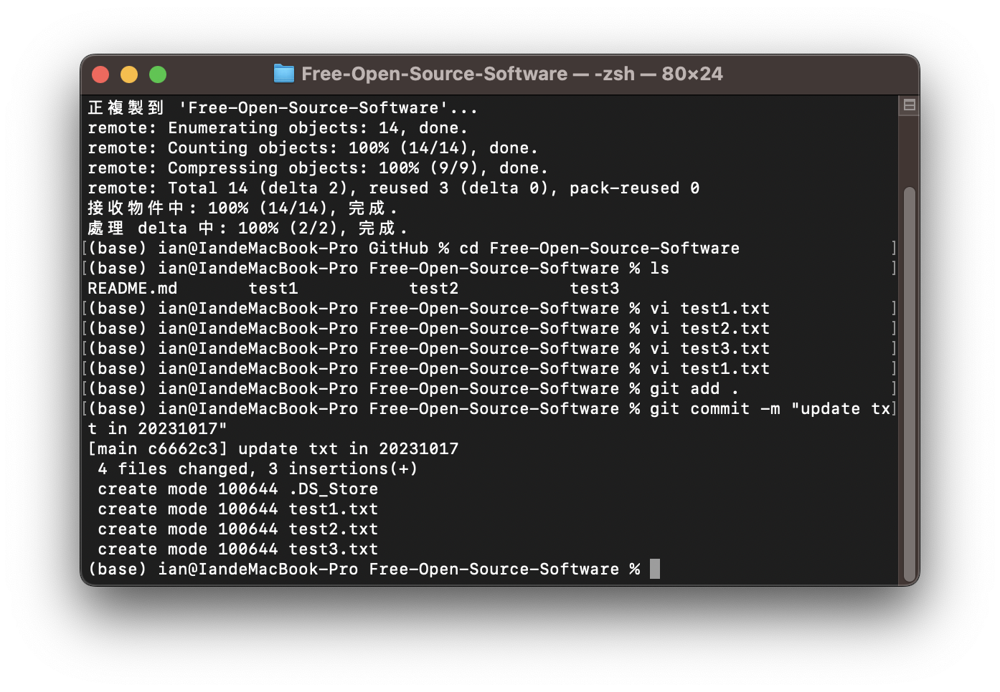 Free-Open-Source-Software — -zsh — 80×24
正複製到 'Free-Open-Source-Software'...
remote: Enumerating objects: 14, done.
remote: Counting objects: 100% (14/14), done.
remote: Compressing objects: 100% (9/9), done.
remote: Total 14 (delta 2), reused 3 (delta 0), pack-reused 0
接收物件中: 100% (14/14), 完成.
處理 delta 中: 100% (2/2), 完成.
[(base) ian@IandeMacBook-Pro GitHub % cd Free-Open-Source-Software ]
[(base) ian@IandeMacBook-Pro Free-Open-Source-Software % ls ]
README.md test1 test2 test3
[(base) ian@IandeMacBook-Pro Free-Open-Source-Software % vi test1.txt ]
[(base) ian@IandeMacBook-Pro Free-Open-Source-Software % vi test2.txt ]
[(base) ian@IandeMacBook-Pro Free-Open-Source-Software % vi test3.txt ]
[(base) ian@IandeMacBook-Pro Free-Open-Source-Software % vi test1.txt ]
[(base) ian@IandeMacBook-Pro Free-Open-Source-Software % git add . ]
[(base) ian@IandeMacBook-Pro Free-Open-Source-Software % git commit -m "update tx]
t in 20231017"
[main c6662c3] update txt in 20231017
4 files changed, 3 insertions(+)
create mode 100644 .DS_Store
create mode 100644 test1.txt
create mode 100644 test2.txt
create mode 100644 test3.txt
(base) ian@IandeMacBook-Pro Free-Open-Source-Software %